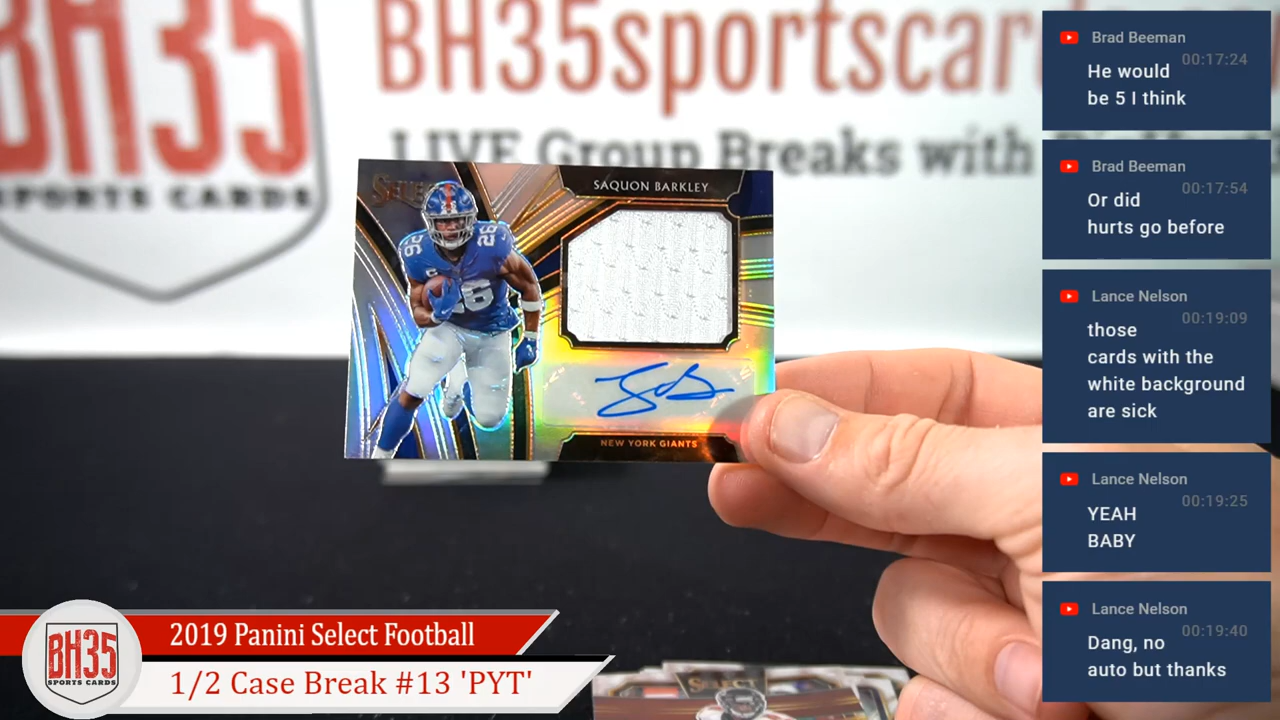 BH35
SPORTS CARDS
BH35sportscar
LIVE Group Breaks with
SELECT
SAQUON BARKLEY
26
26
26
NEW YORK GIANTS
SELECT
BH35
SPORTS CARDS
2019 Panini Select Football
1/2 Case Break #13 'PYT'
Brad Beeman
00:17:24
He would
be 5 I think
Brad Beeman
00:17:54
Or did
hurts go before
Lance Nelson
00:19:09
those
cards with the
white background
are sick
Lance Nelson
00:19:25
YEAH
BABY
Lance Nelson
00:19:40
Dang, no
auto but thanks